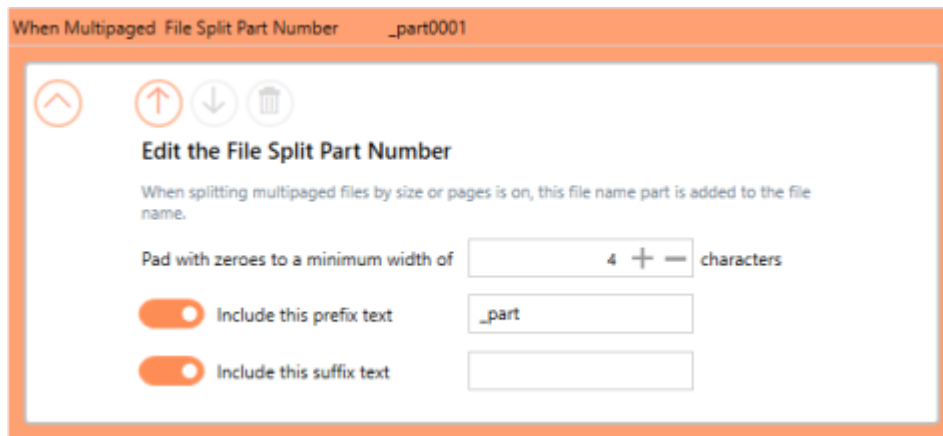 When Multipaged File Split Part Number _part0001
Edit the File Split Part Number
When splitting multipaged files by size or pages is on, this file name part is added to the file
name.
Pad with zeroes to a minimum width of 4 characters
Include this prefix text _part
Include this suffix text